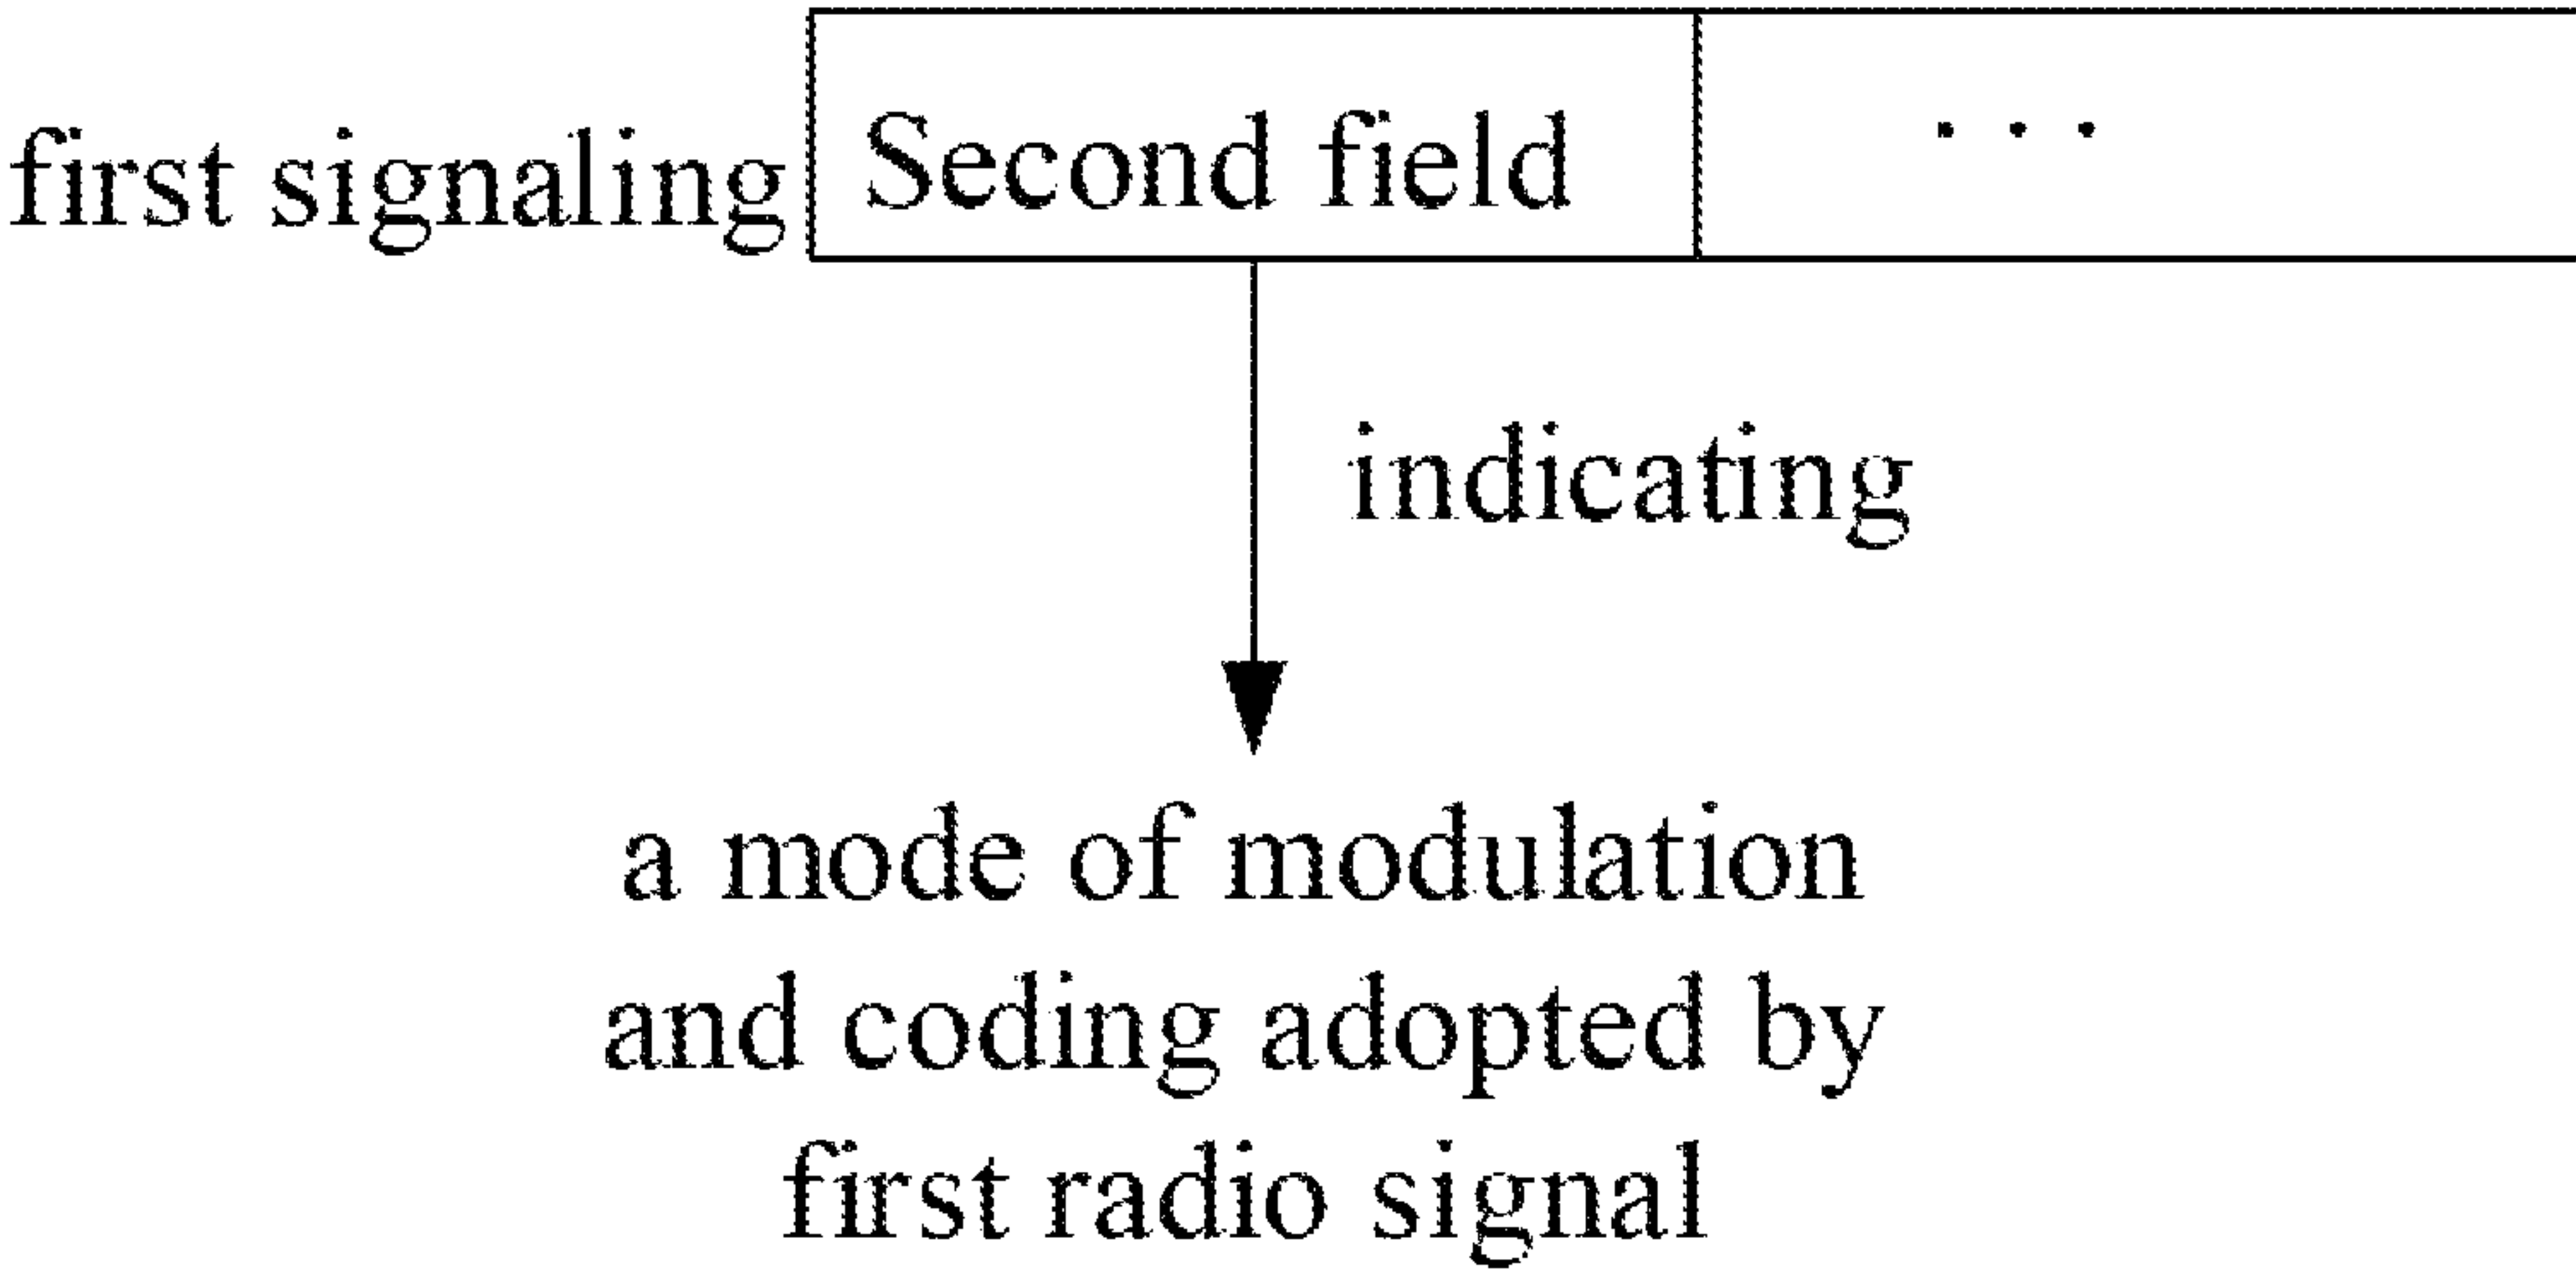 first signaling Second field ...
indicating
a mode of modulation
and coding adopted by
first radio signal